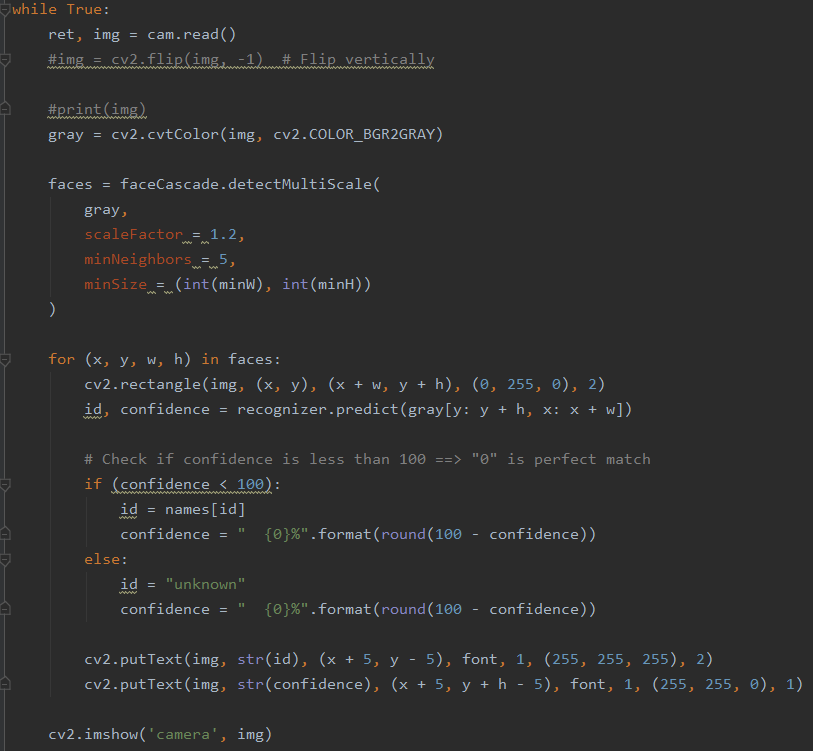 while True:
    ret, img = cam.read()
    #img = cv2.flip(img, -1)  # Flip vertically

    #print(img)
    gray = cv2.cvtColor(img, cv2.COLOR_BGR2GRAY)

    faces = faceCascade.detectMultiScale(
        gray,
        scaleFactor = 1.2,
        minNeighbors = 5,
        minSize = (int(minW), int(minH))
    )

    for (x, y, w, h) in faces:
        cv2.rectangle(img, (x, y), (x + w, y + h), (0, 255, 0), 2)
        id, confidence = recognizer.predict(gray[y: y + h, x: x + w])

        # Check if confidence is less than 100 ==> "0" is perfect match
        if (confidence < 100):
            id = names[id]
            confidence = "  {0}%".format(round(100 - confidence))
        else:
            id = "unknown"
            confidence = "  {0}%".format(round(100 - confidence))

        cv2.putText(img, str(id), (x + 5, y - 5), font, 1, (255, 255, 255), 2)
        cv2.putText(img, str(confidence), (x + 5, y + h - 5), font, 1, (255, 255, 0), 1)

    cv2.imshow('camera', img)